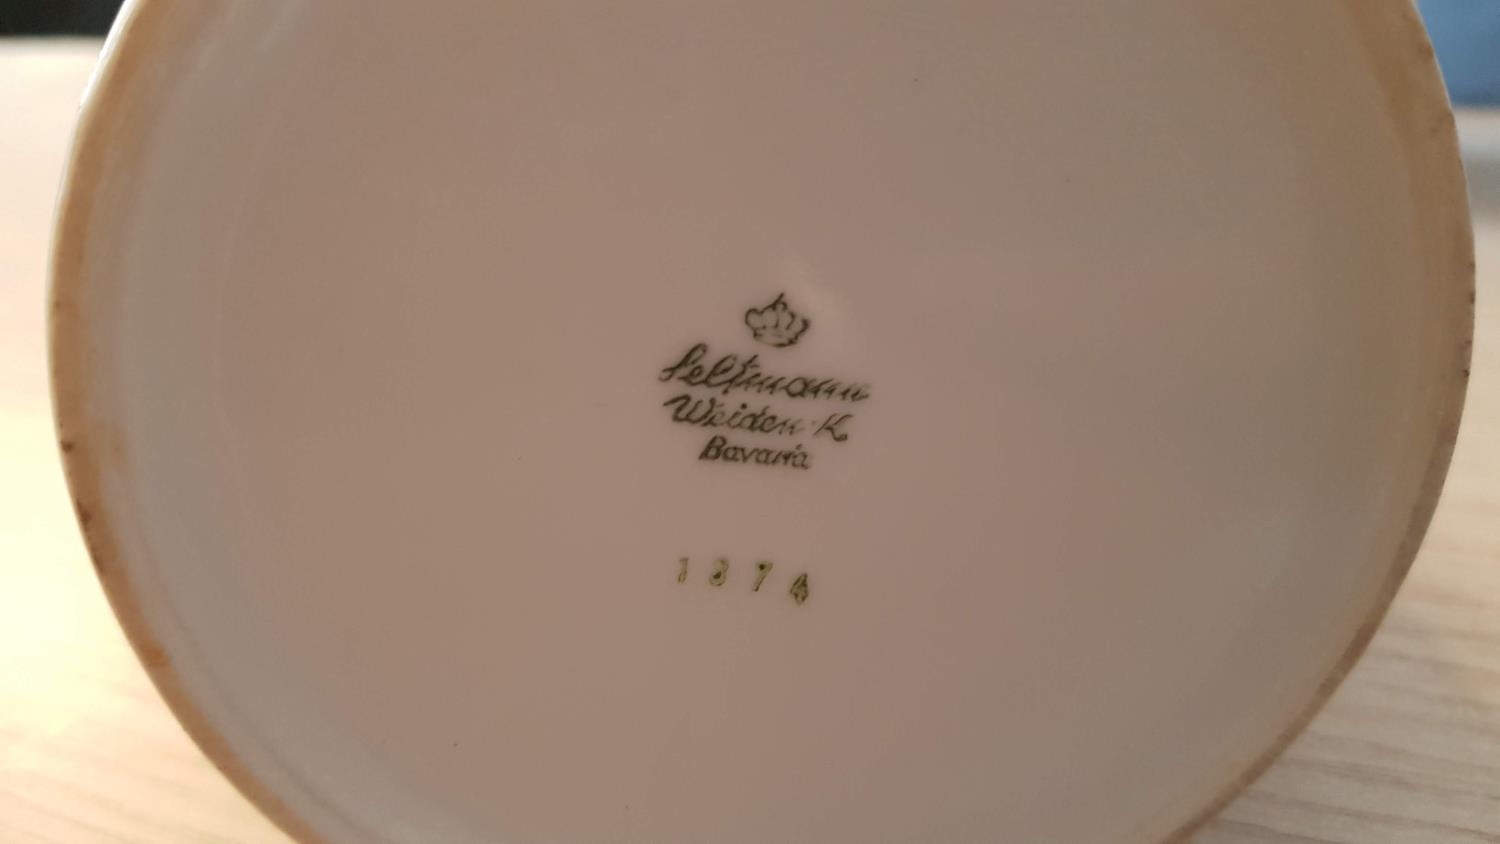 Seltmann
Weiden·K.
Bavaria
1374